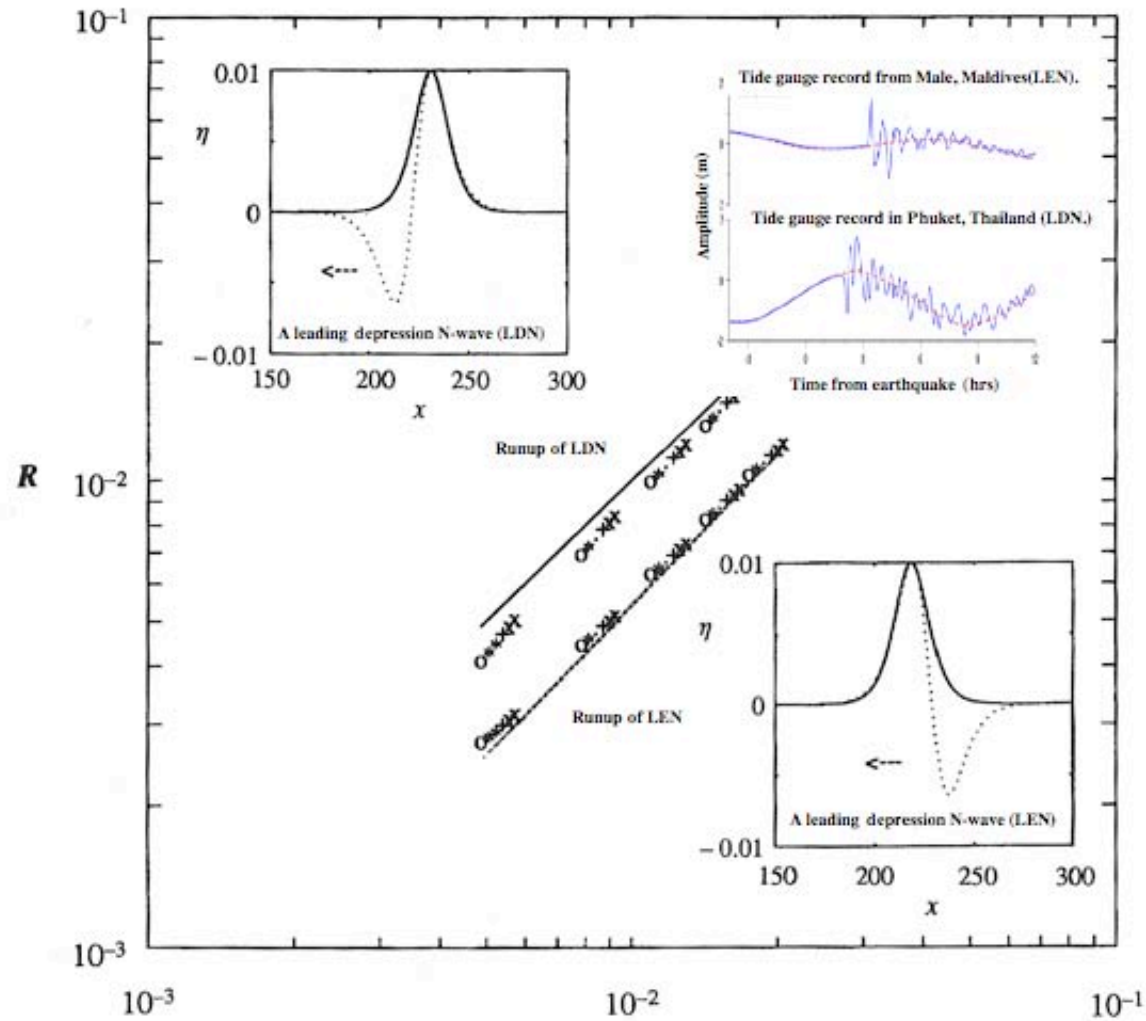 10⁻¹
0.01
η
0
A leading depression N-wave (LDN)
−0.01
150 200 250 300
x
Tide gauge record from Male, Maldives(LEN).
Amplitude (m)
Tide gauge record in Phuket, Thailand (LDN.)
Time from earthquake (hrs)
Runup of LDN
R
10⁻²
Runup of LEN
0.01
η
0
A leading depression N-wave (LEN)
−0.01
150 200 250 300
x
10⁻³
10⁻³ 10⁻² 10⁻¹